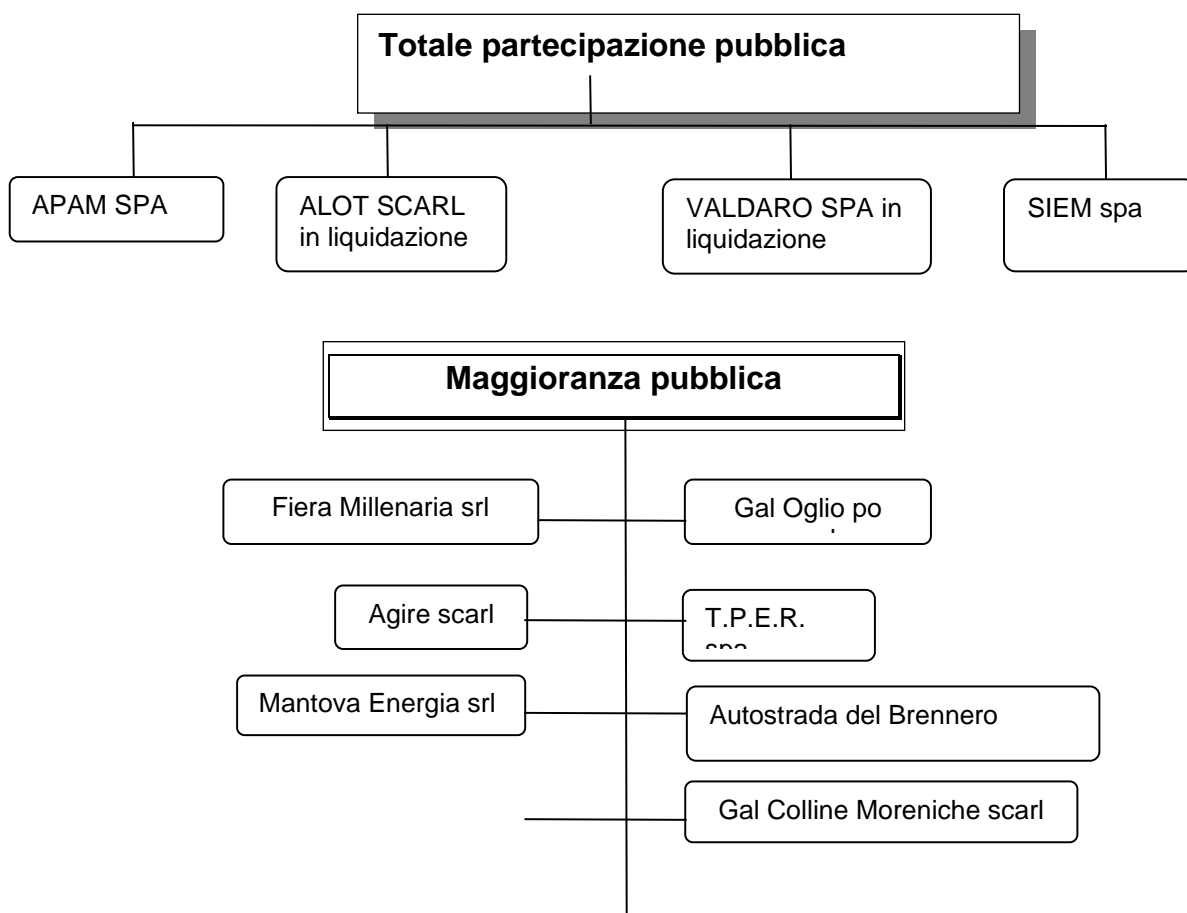 Totale partecipazione pubblica
APAM SPA
ALOT SCARL
in liquidazione
VALDARO SPA in
liquidazione
SIEM spa
Maggioranza pubblica
Fiera Millenaria srl
Gal Oglio po
Agire scarl
T.P.E.R.
spa
Mantova Energia srl
Autostrada del Brennero
Gal Colline Moreniche scarl